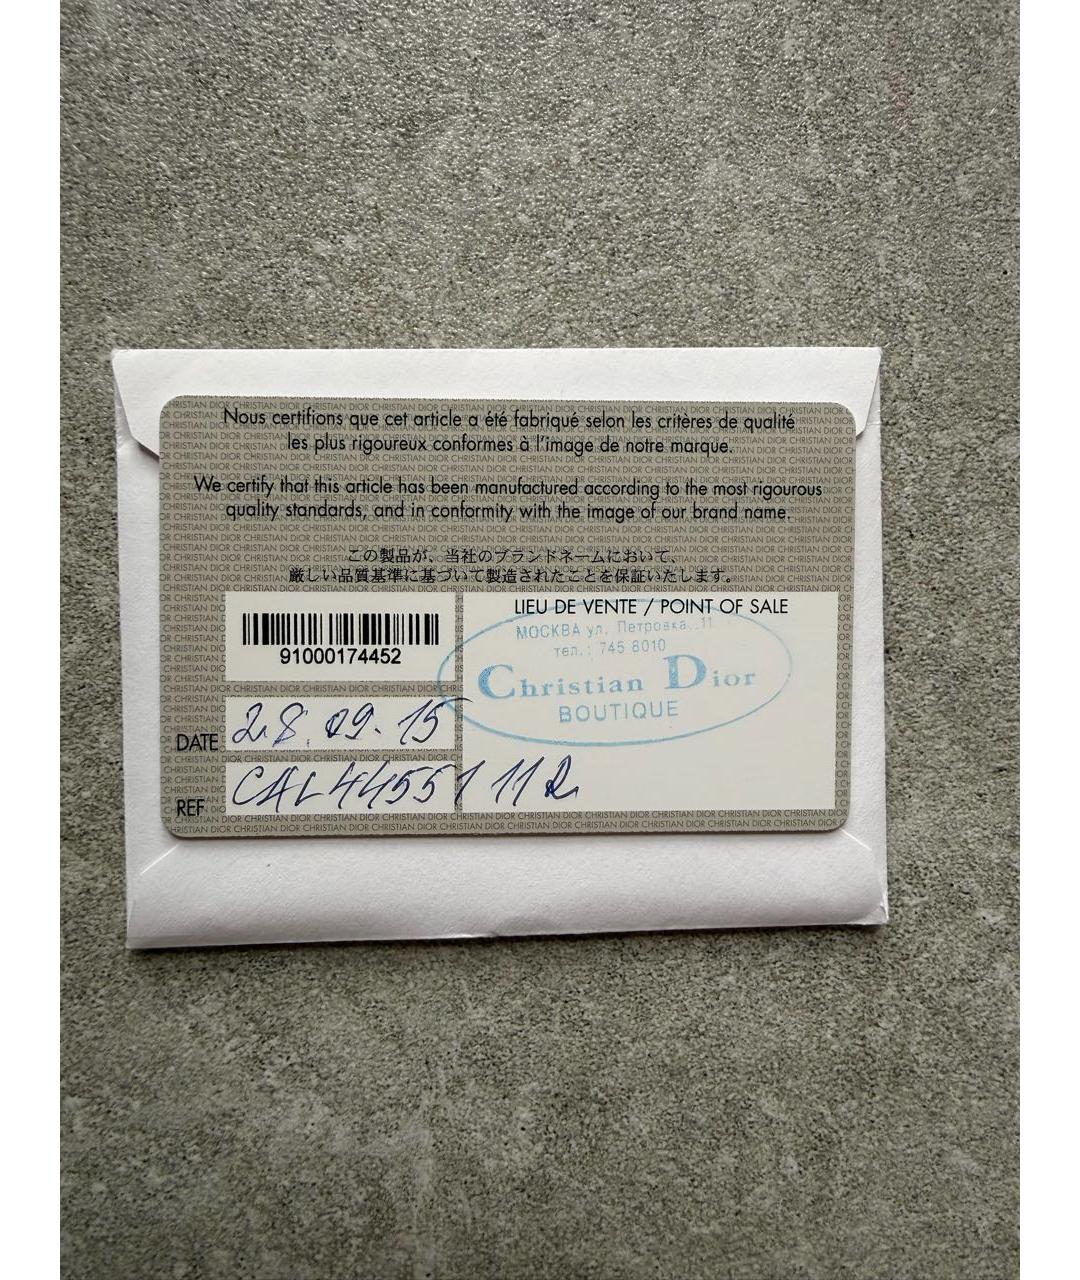 Nous certifions que cet article a été fabriqué selon les critères de qualité
les plus rigoureux conformes à l'image de notre marque.
We certify that this article has been manufactured according to the most rigourous
quality standards, and in conformity with the image of our brand name.
この製品が、当社のブランドネームにおいて、
厳しい品質基準に基づいて製造されたことを保証いたします。
91000174452
LIEU DE VENTE / POINT OF SALE
МОСКВА ул. Петровка, 11
тел.: 745 8010
Christian Dior
BOUTIQUE
DATE 28.09.15
REF CAL44551 11R